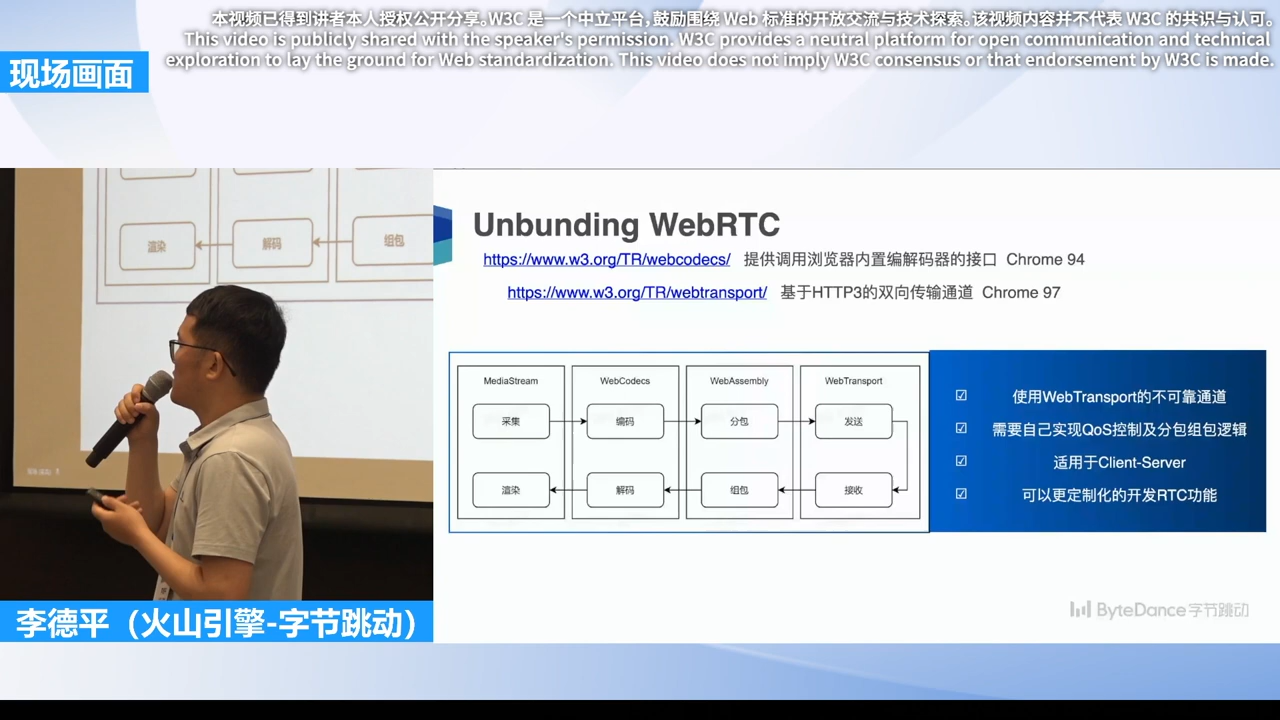 本视频已得到讲者本人授权公开分享。W3C 是一个中立平台，鼓励围绕 Web 标准的开放交流与技术探索。该视频内容并不代表 W3C 的共识与认可。
This video is publicly shared with the speaker's permission. W3C provides a neutral platform for open communication and technical
exploration to lay the ground for Web standardization. This video does not imply W3C consensus or that endorsement by W3C is made.
现场画面
渲染
解码
组包
李德平（火山引擎-字节跳动）
Unbunding WebRTC
https://www.w3.org/TR/webcodecs/ 提供调用浏览器内置编解码器的接口 Chrome 94
https://www.w3.org/TR/webtransport/ 基于HTTP3的双向传输通道 Chrome 97
MediaStream WebCodecs WebAssembly WebTransport
采集 编码 分包 发送
渲染 解码 组包 接收
☑ 使用WebTransport的不可靠通道
☑ 需要自己实现QoS控制及分包组包逻辑
☑ 适用于Client-Server
☑ 可以更定制化的开发RTC功能
ByteDance字节跳动